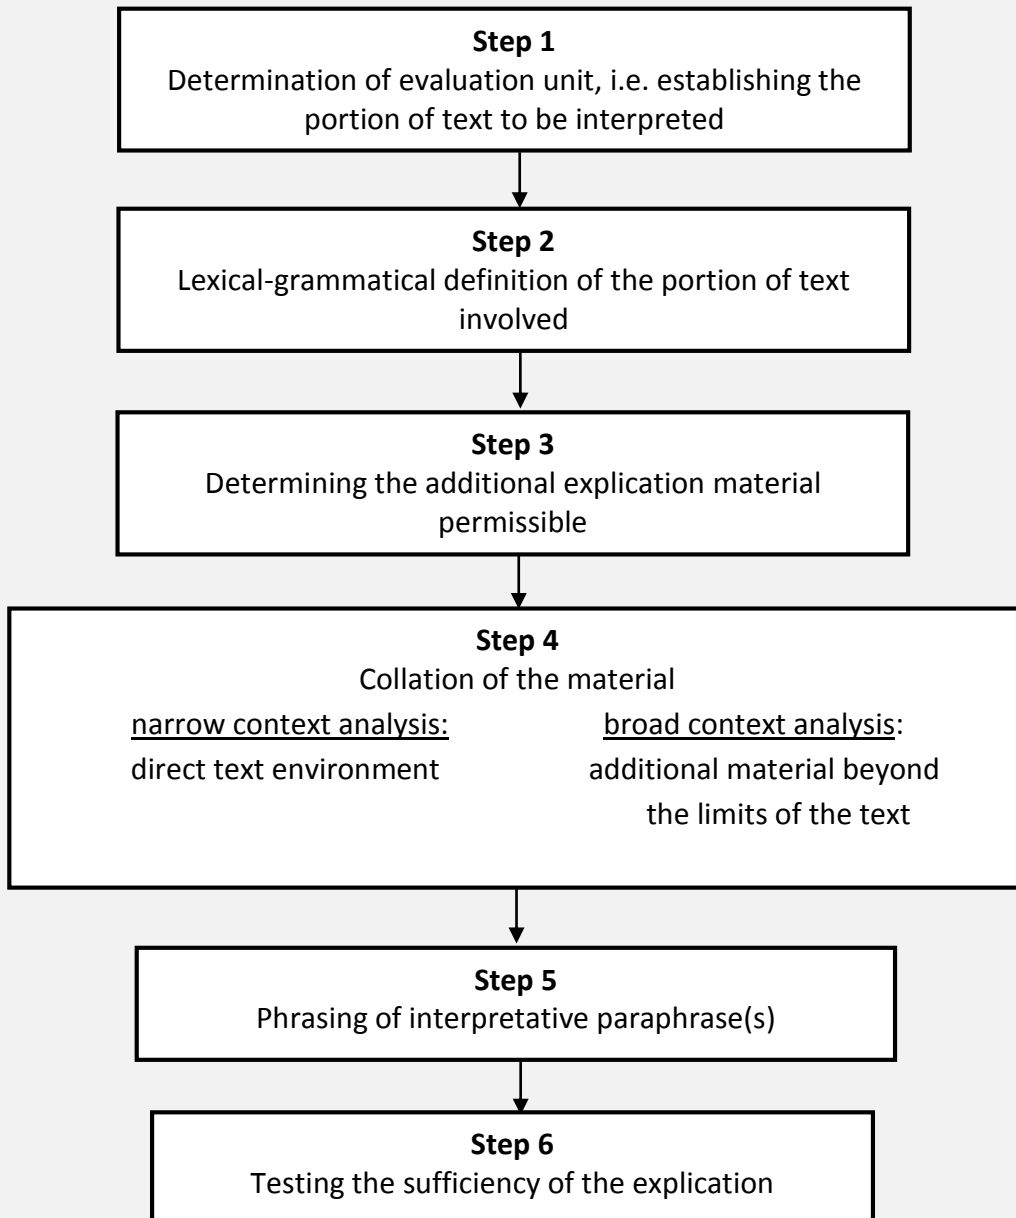 Step 1
Determination of evaluation unit, i.e. establishing the
portion of text to be interpreted
Step 2
Lexical-grammatical definition of the portion of text
involved
Step 3
Determining the additional explication material
permissible
Step 4
Collation of the material
narrow context analysis:
direct text environment
broad context analysis:
additional material beyond
the limits of the text
Step 5
Phrasing of interpretative paraphrase(s)
Step 6
Testing the sufficiency of the explication